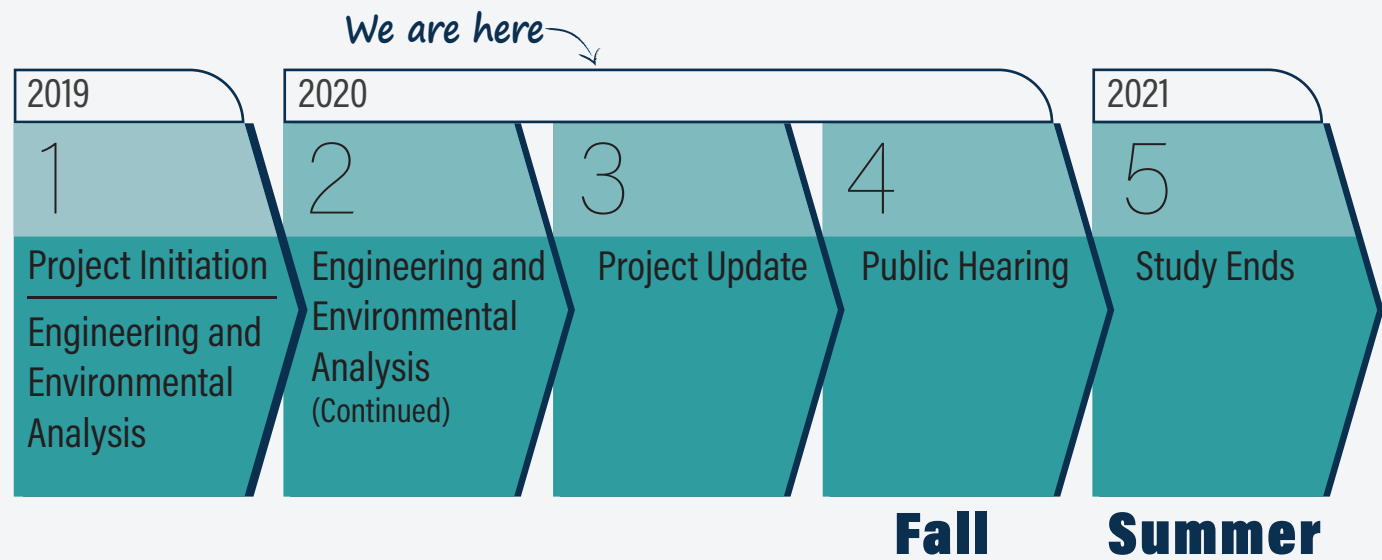 We are here
2019
2020
2021
1
2
3
4
5
Project Initiation
Engineering and
Environmental
Analysis
Engineering and
Environmental
Analysis
(Continued)
Project Update
Public Hearing
Study Ends
Fall
Summer